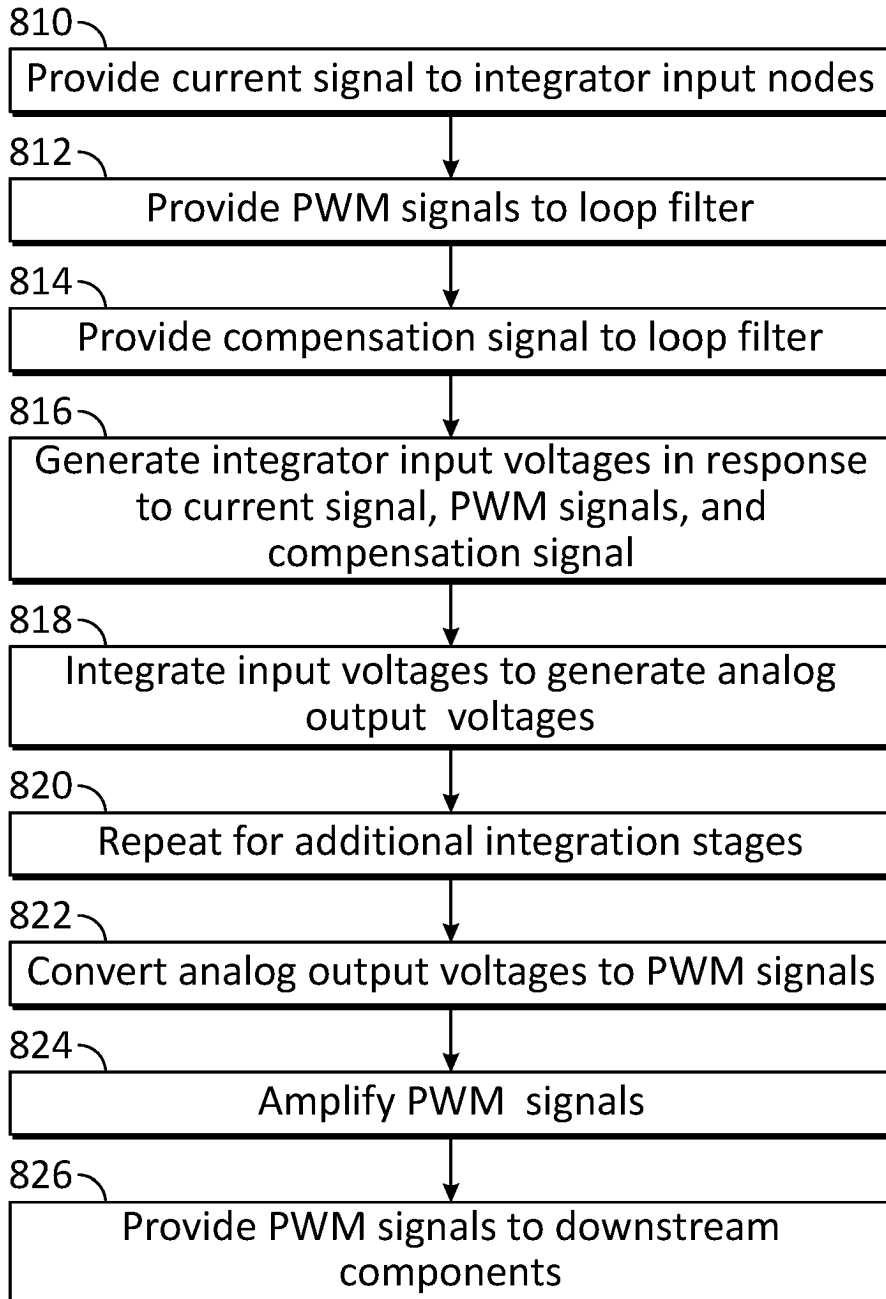 810
Provide current signal to integrator input nodes
812
Provide PWM signals to loop filter
814
Provide compensation signal to loop filter
816
Generate integrator input voltages in response
to current signal, PWM signals, and
compensation signal
818
Integrate input voltages to generate analog
output voltages
820
Repeat for additional integration stages
822
Convert analog output voltages to PWM signals
824
Amplify PWM signals
826
Provide PWM signals to downstream
components